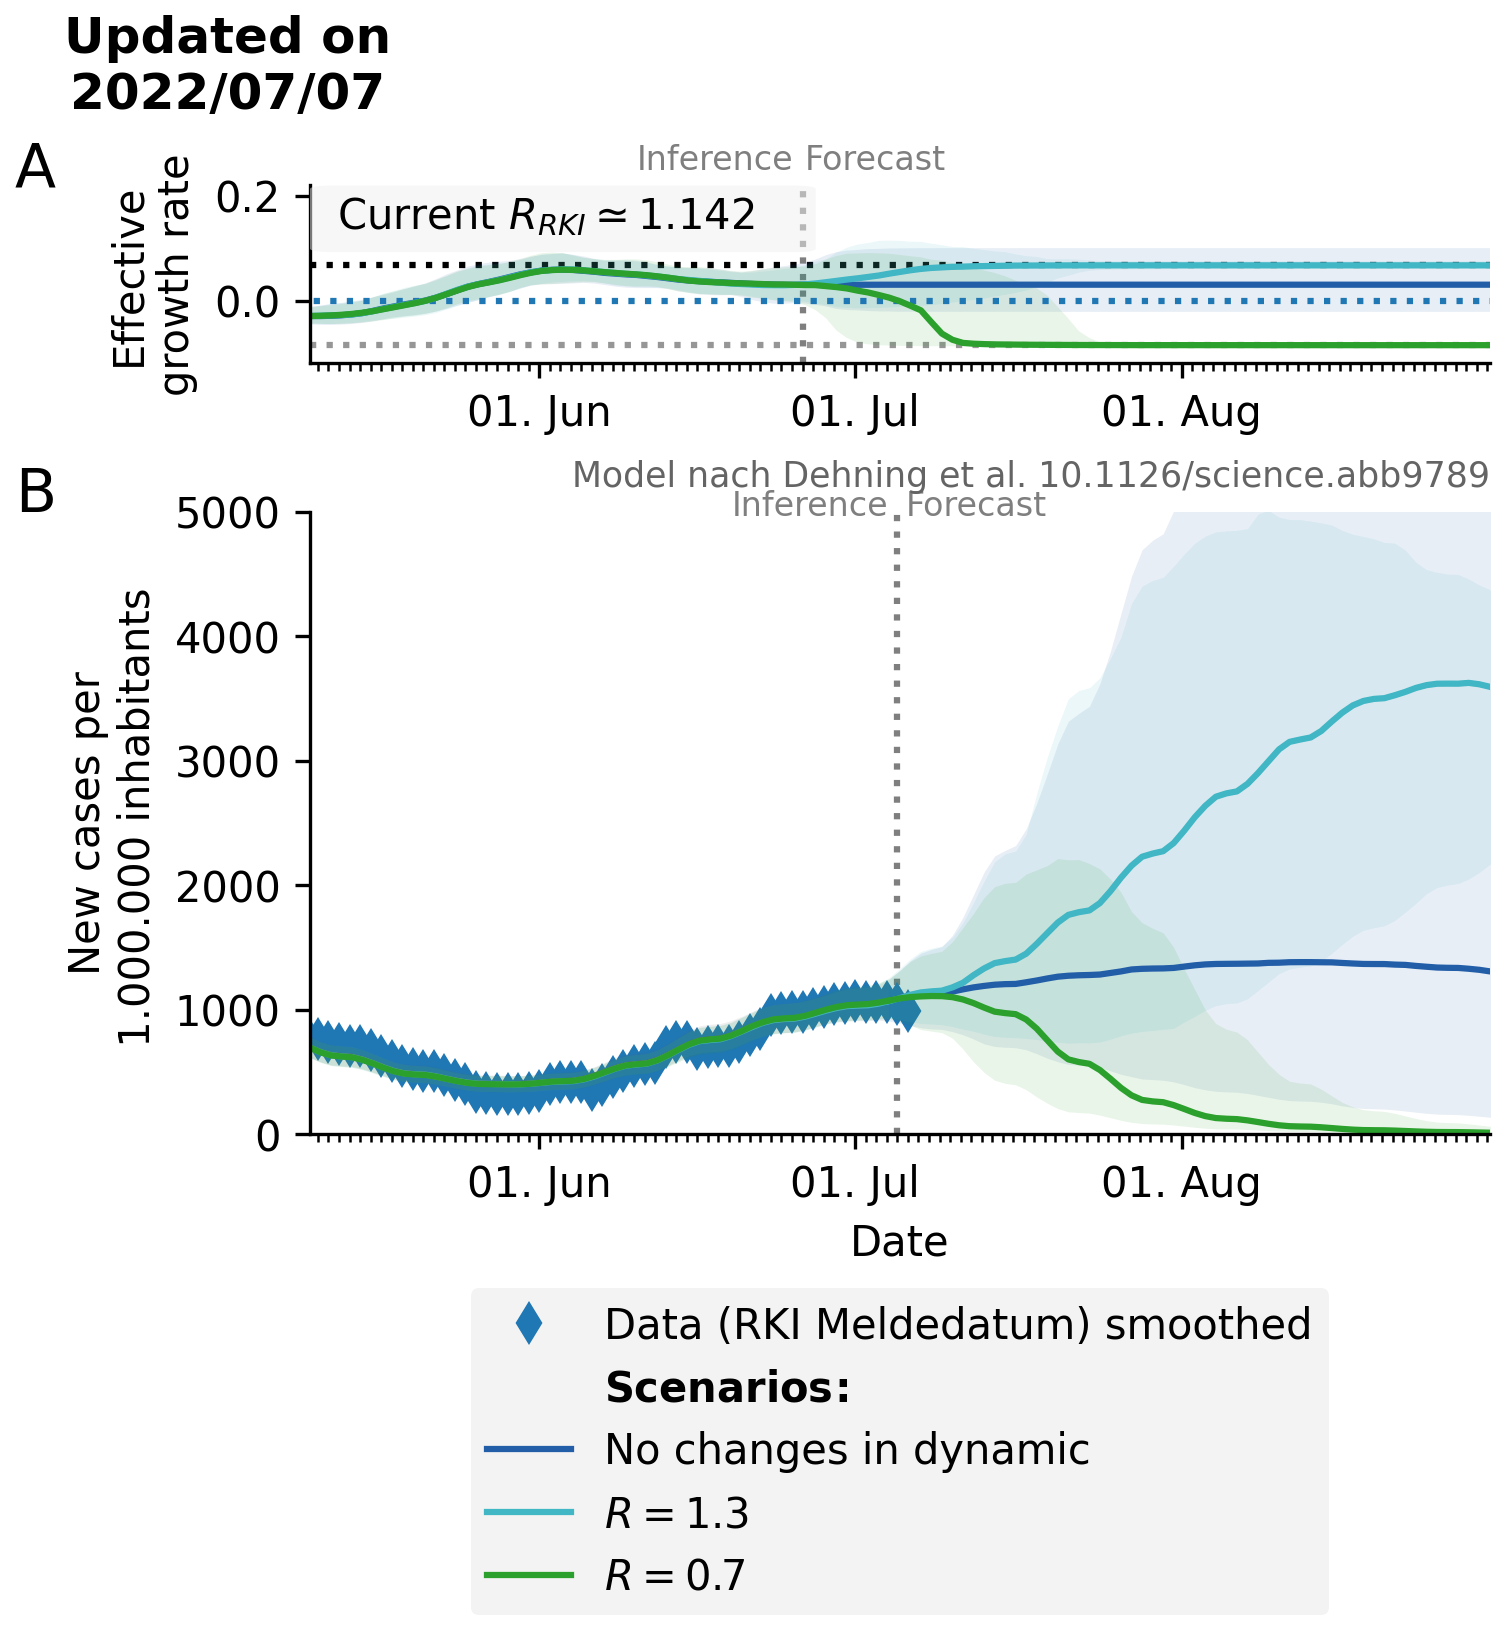 Updated on
2022/07/07
A
Effective
growth rate
Inference Forecast
0.2
0.0
Current R_RKI ≃ 1.142
01. Jun
01. Jul
01. Aug
B
Model nach Dehning et al. 10.1126/science.abb9789
Inference Forecast
New cases per
1.000.000 inhabitants
5000
4000
3000
2000
1000
0
01. Jun
01. Jul
01. Aug
Date
Data (RKI Meldedatum) smoothed
Scenarios:
No changes in dynamic
R = 1.3
R = 0.7